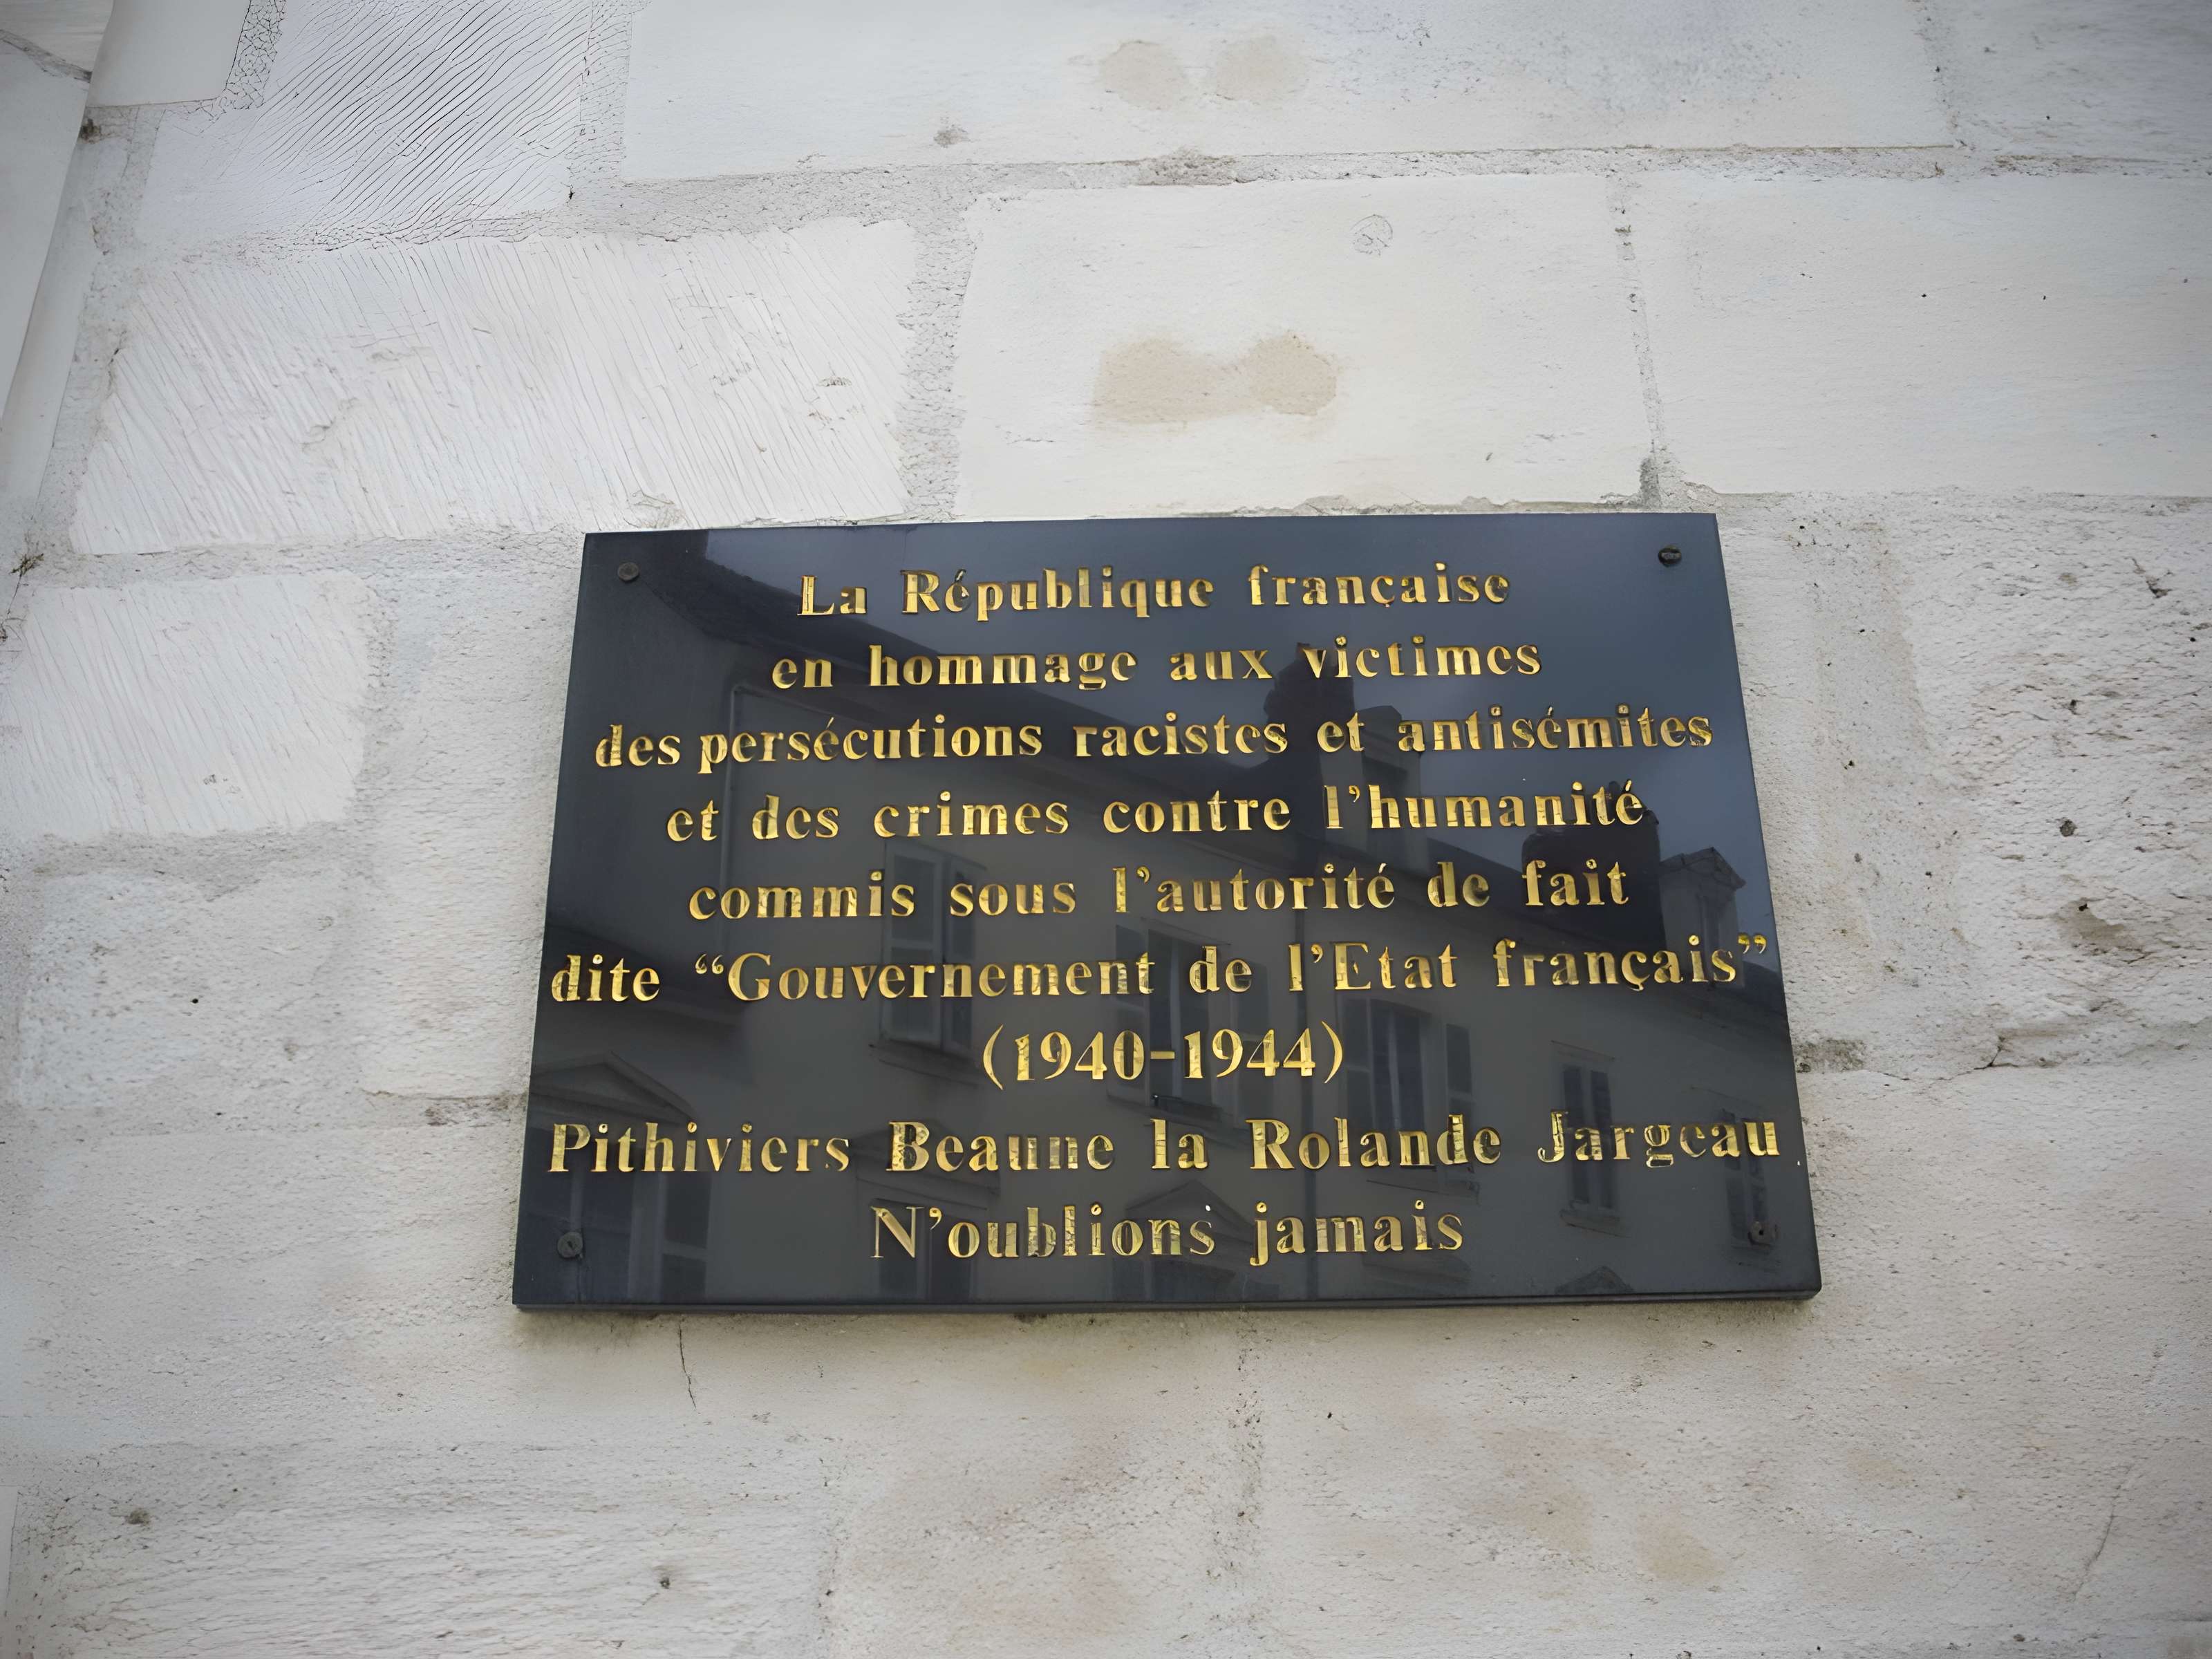 La République française
en hommage aux victimes
des persécutions racistes et antisémites
et des crimes contre l'humanité
commis sous l'autorité de fait
dite “Gouvernement de l'Etat français”
(1940-1944)
Pithiviers Beaune la Rolande Jargeau
N'oublions jamais